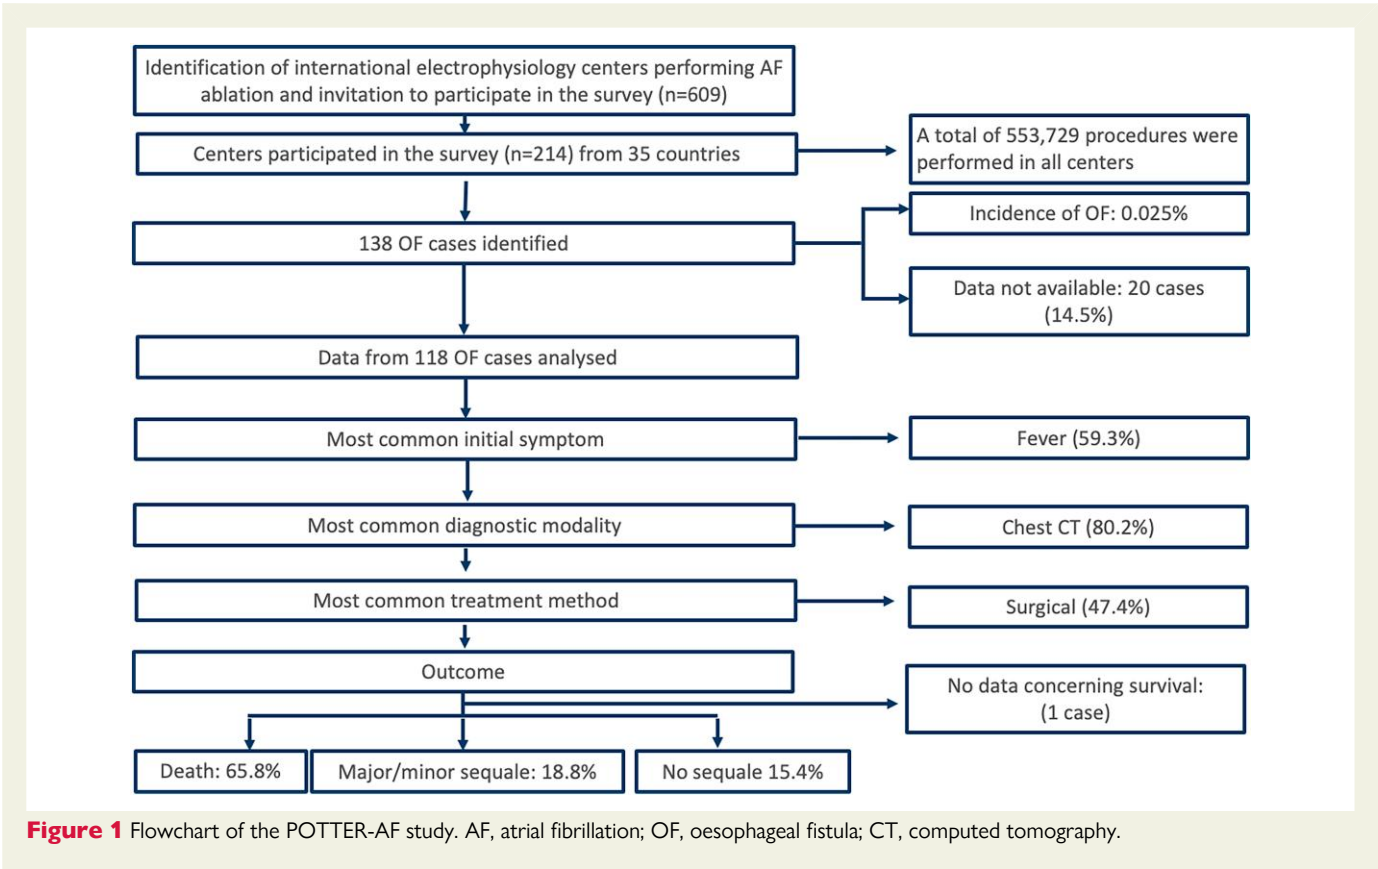 Identification of international electrophysiology centers performing AF
ablation and invitation to participate in the survey (n=609)
Centers participated in the survey (n=214) from 35 countries
A total of 553,729 procedures were
performed in all centers
138 OF cases identified
Incidence of OF: 0.025%
Data not available: 20 cases
(14.5%)
Data from 118 OF cases analysed
Most common initial symptom
Fever (59.3%)
Most common diagnostic modality
Chest CT (80.2%)
Most common treatment method
Surgical (47.4%)
Outcome
No data concerning survival:
(1 case)
Death: 65.8%
Major/minor sequale: 18.8%
No sequale 15.4%
Figure 1 Flowchart of the POTTER-AF study. AF, atrial fibrillation; OF, oesophageal fistula; CT, computed tomography.